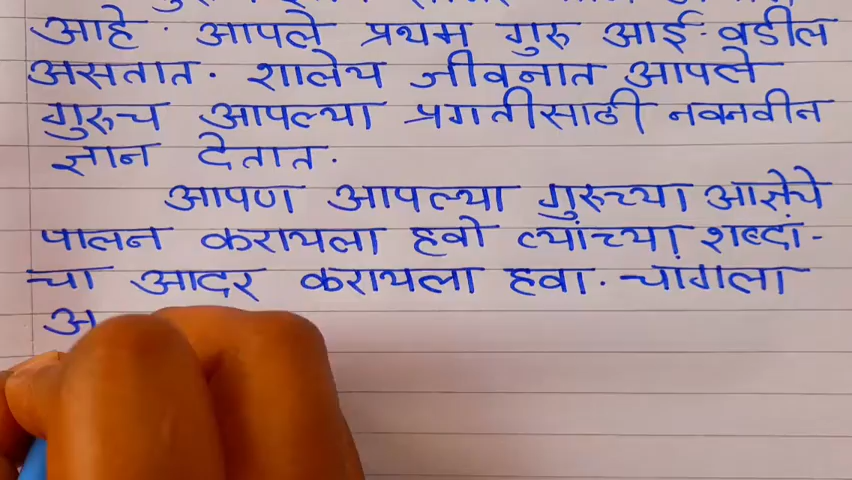 आहे. आपले प्रथम गुरु आई-वडील
असतात. शालेय जीवनात आपले
गुरुच आपल्या प्रगतीसाठी नवनवीन
ज्ञान देतात.
आपण आपल्या गुरुच्या आज्ञेचे
पालन करायला हवो त्यांच्या शब्दां-
चा आदर करायला हवा. चांगला
अ